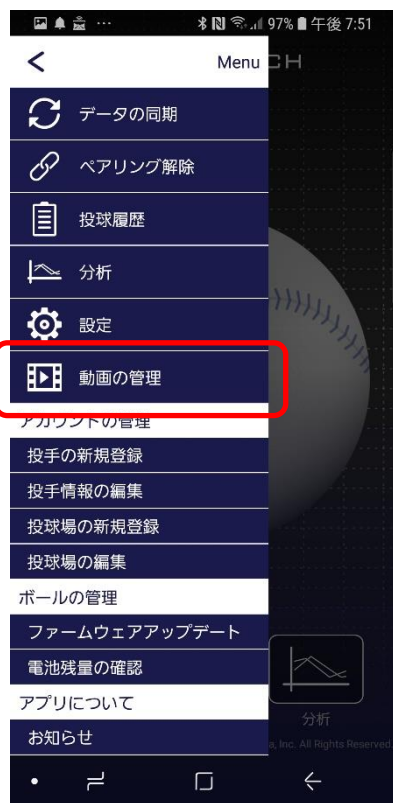 97% 午後 7:51
< Menu
CH
データの同期
ペアリング解除
投球履歴
分析
設定
動画の管理
アカウントの管理
投手の新規登録
投手情報の編集
投球場の新規登録
投球場の編集
ボールの管理
ファームウェアアップデート
電池残量の確認
アプリについて
分析
お知らせ
a, Inc. All Rights Reserved.